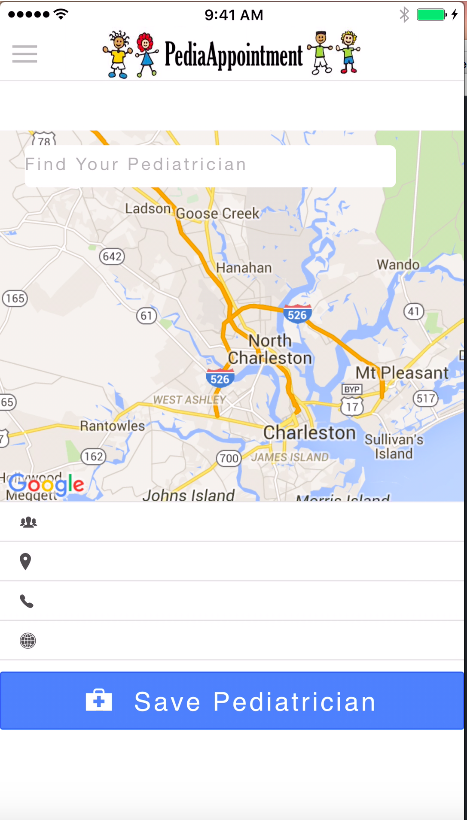 9:41 AM
PediaAppointment
78
Find Your Pediatrician
Ladson
Goose Creek
642
Hanahan
Wando
165
61
526
41
North
Charleston
526
Mt Pleasant
BYP
65
WEST ASHLEY
17
517
Rantowles
Charleston
Sullivan's
Island
162
700
JAMES ISLAND
Google
Meggett
Johns Island
Morris Island
Save Pediatrician